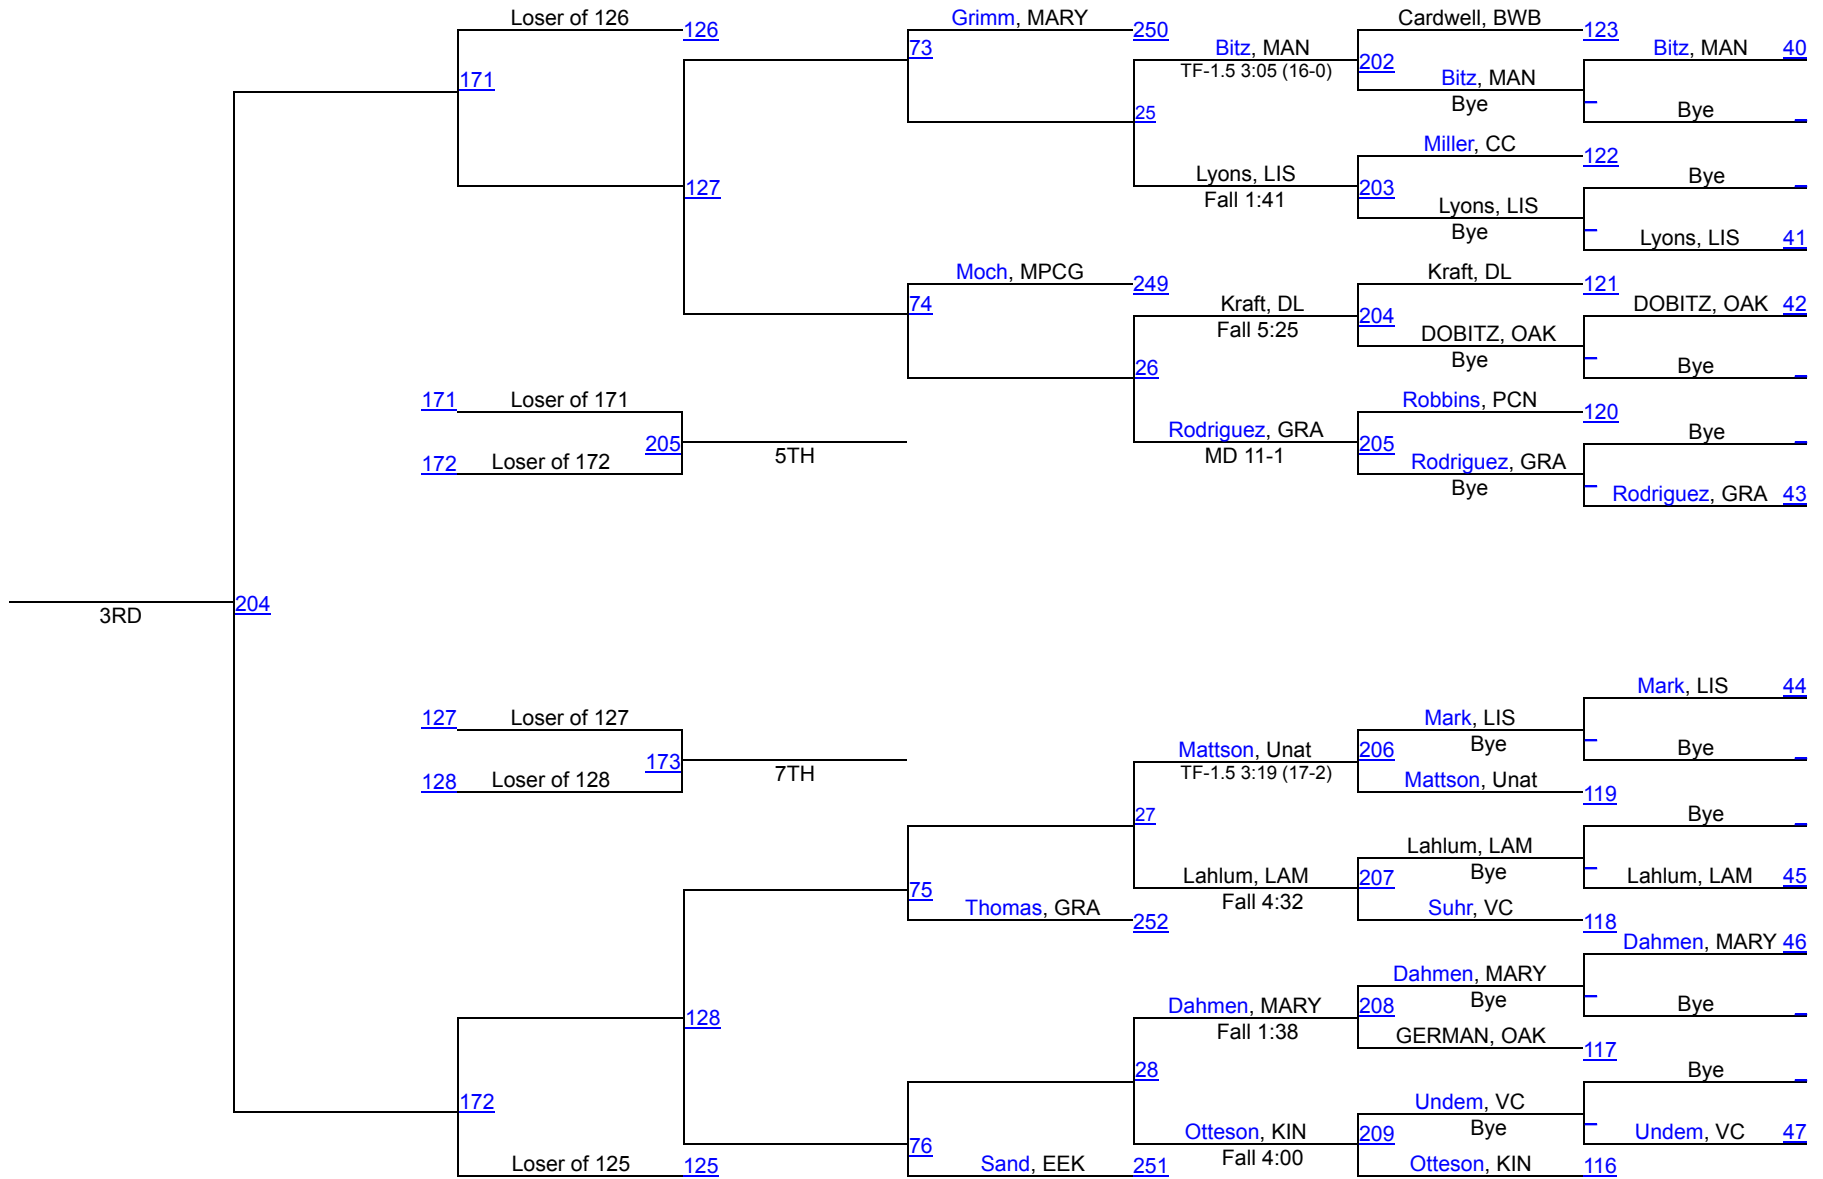 Loser of 126
126
Grimm, MARY
250
Cardwell, BWB
123
73
Bitz, MAN
TF-1.5 3:05 (16-0)
202
Bitz, MAN
40
171
Bitz, MAN
Bye
25
Bye
Miller, CC
122
Lyons, LIS
Fall 1:41
203
Bye
127
Lyons, LIS
Bye
Lyons, LIS
41
Moch, MPCG
249
Kraft, DL
121
74
Kraft, DL
Fall 5:25
204
DOBITZ, OAK
42
DOBITZ, OAK
Bye
26
Bye
171
Loser of 171
Robbins, PCN
120
205
5TH
Rodriguez, GRA
MD 11-1
205
Bye
172
Loser of 172
Rodriguez, GRA
Bye
Rodriguez, GRA
43
3RD
204
Mark, LIS
44
127
Loser of 127
Mark, LIS
Bye
173
7TH
Mattson, Unat
TF-1.5 3:19 (17-2)
206
Bye
128
Loser of 128
Mattson, Unat
119
27
Bye
Lahlum, LAM
Bye
75
Lahlum, LAM
Fall 4:32
207
Lahlum, LAM
45
Thomas, GRA
252
Suhr, VC
118
Dahmen, MARY
46
Dahmen, MARY
Bye
128
Dahmen, MARY
Fall 1:38
208
Bye
GERMAN, OAK
117
28
Bye
172
Undem, VC
Bye
76
Otteson, KIN
Fall 4:00
209
Undem, VC
47
Loser of 125
125
Sand, EEK
251
Otteson, KIN
116